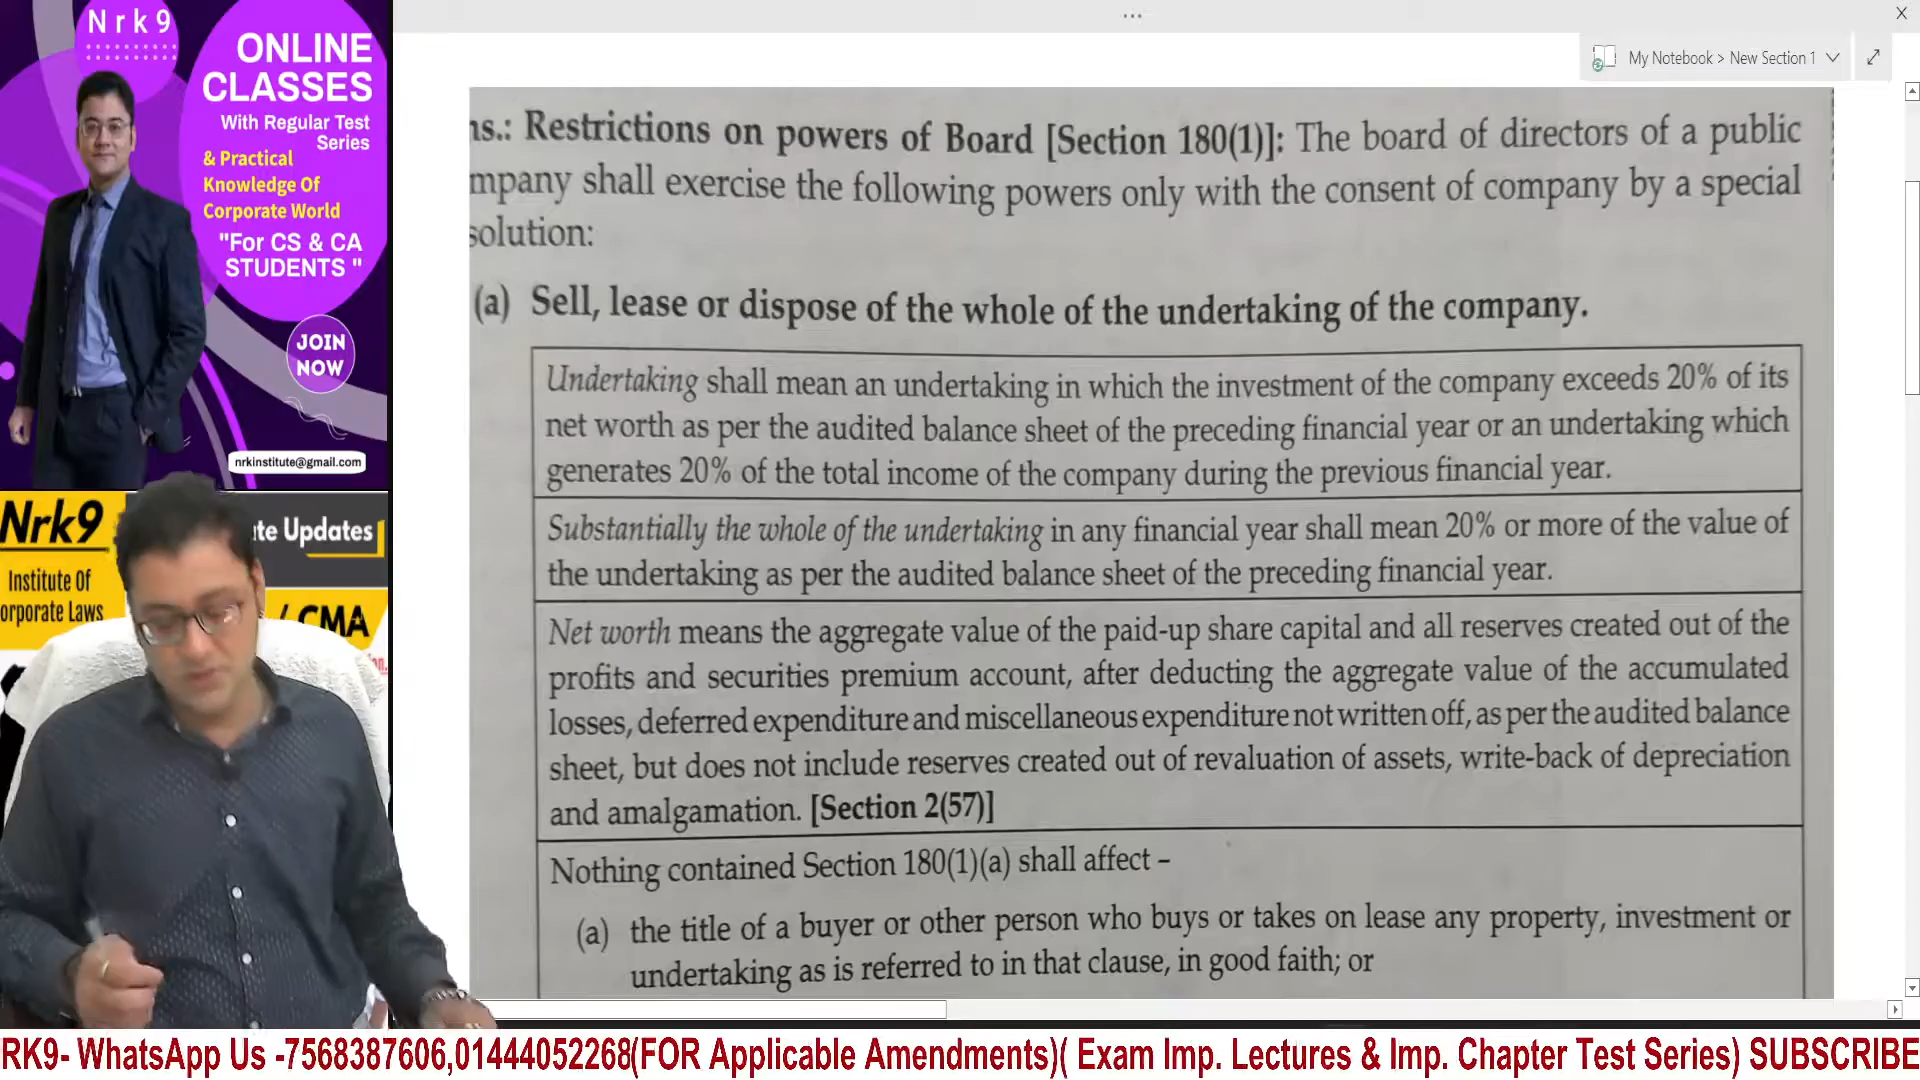 Nrk9
ONLINE
CLASSES
With Regular Test
Series
& Practical
Knowledge Of
Corporate World
"For CS & CA
STUDENTS "
JOIN
NOW
nrkinstitute@gmail.com
Nrk9
te Updates
Institute Of
orporate Laws
/ CMA
My Notebook > New Section 1
ns.: Restrictions on powers of Board [Section 180(1)]: The board of directors of a public
mpany shall exercise the following powers only with the consent of company by a special
solution:
(a) Sell, lease or dispose of the whole of the undertaking of the company.
Undertaking shall mean an undertaking in which the investment of the company exceeds 20% of its
net worth as per the audited balance sheet of the preceding financial year or an undertaking which
generates 20% of the total income of the company during the previous financial year.
Substantially the whole of the undertaking in any financial year shall mean 20% or more of the value of
the undertaking as per the audited balance sheet of the preceding financial year.
Net worth means the aggregate value of the paid-up share capital and all reserves created out of the
profits and securities premium account, after deducting the aggregate value of the accumulated
losses, deferred expenditure and miscellaneous expenditure not written off, as per the audited balance
sheet, but does not include reserves created out of revaluation of assets, write-back of depreciation
and amalgamation. [Section 2(57)]
Nothing contained Section 180(1)(a) shall affect –
(a) the title of a buyer or other person who buys or takes on lease any property, investment or
undertaking as is referred to in that clause, in good faith; or
RK9- WhatsApp Us -7568387606,01444052268(FOR Applicable Amendments)( Exam Imp. Lectures & Imp. Chapter Test Series) SUBSCRIBE